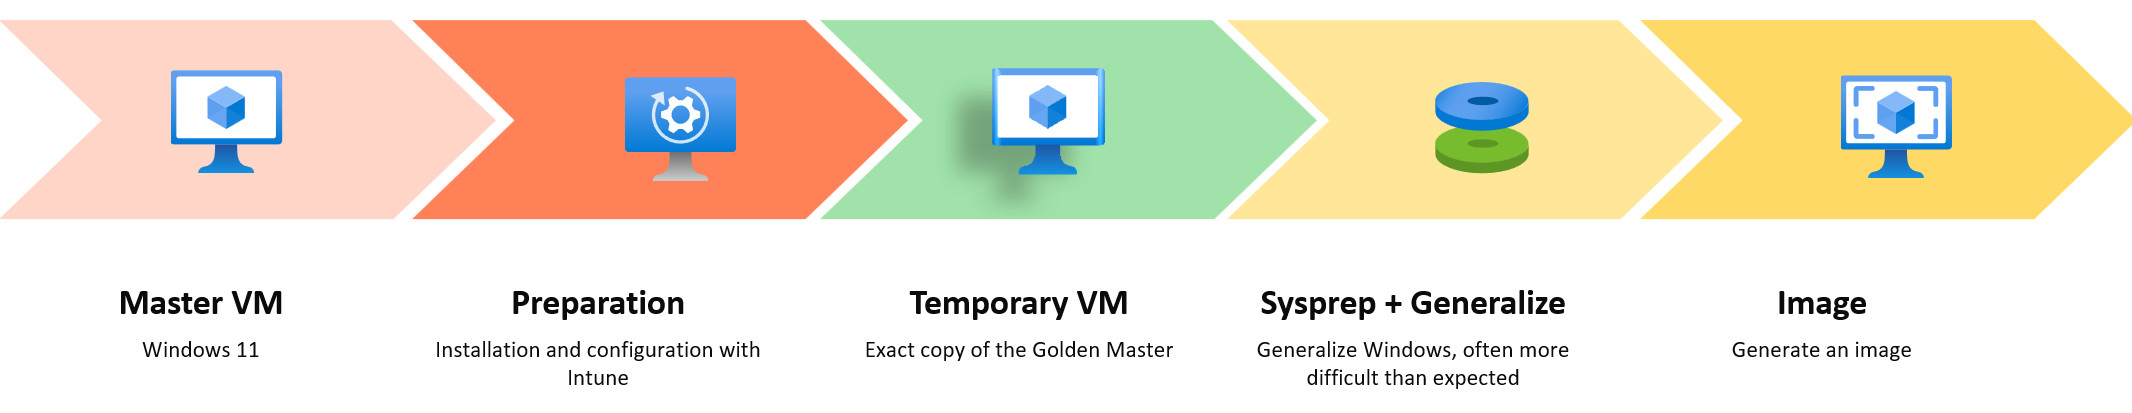 Master VM
Windows 11
Preparation
Installation and configuration with
Intune
Temporary VM
Exact copy of the Golden Master
Sysprep + Generalize
Generalize Windows, often more
difficult than expected
Image
Generate an image